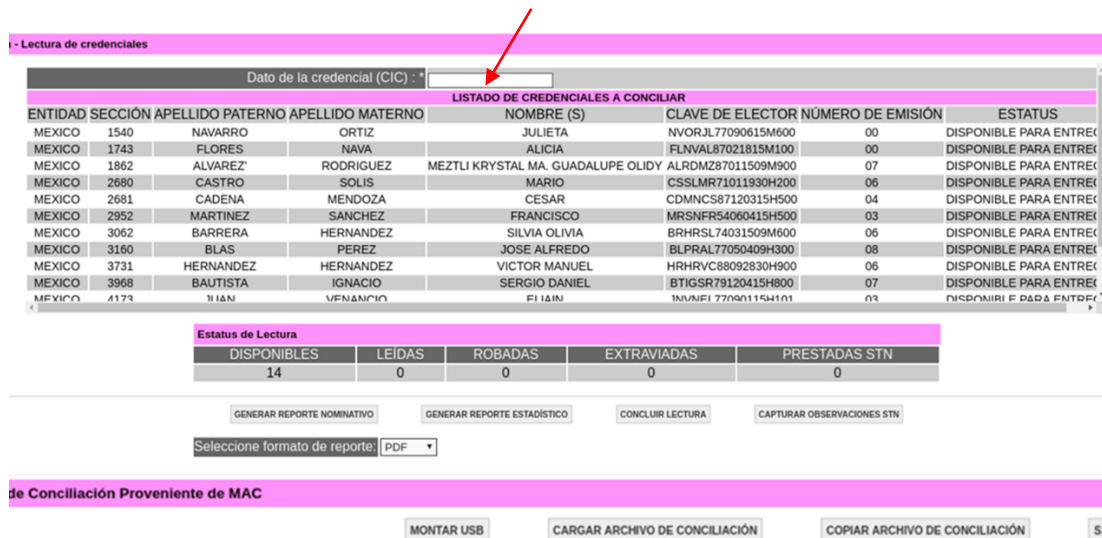 - Lectura de credenciales
Dato de la credencial (CIC) : *
LISTADO DE CREDENCIALES A CONCILIAR
ENTIDAD SECCIÓN APELLIDO PATERNO APELLIDO MATERNO NOMBRE (S) CLAVE DE ELECTOR NÚMERO DE EMISIÓN ESTATUS
MEXICO 1540 NAVARRO ORTIZ JULIETA NVORJL77090615M600 00 DISPONIBLE PARA ENTREG
MEXICO 1743 FLORES NAVA ALICIA FLNVAL87021815M100 00 DISPONIBLE PARA ENTREG
MEXICO 1862 ALVAREZ' RODRIGUEZ MEZTLI KRYSTAL MA. GUADALUPE OLIDY ALRDMZ87011509M900 07 DISPONIBLE PARA ENTREG
MEXICO 2680 CASTRO SOLIS MARIO CSSLMR71011930H200 06 DISPONIBLE PARA ENTREG
MEXICO 2681 CADENA MENDOZA CESAR CDMNCS87120315H500 04 DISPONIBLE PARA ENTREG
MEXICO 2952 MARTINEZ SANCHEZ FRANCISCO MRSNFR54060415H500 03 DISPONIBLE PARA ENTREG
MEXICO 3062 BARRERA HERNANDEZ SILVIA OLIVIA BRHRSL74031509M600 06 DISPONIBLE PARA ENTREG
MEXICO 3160 BLAS PEREZ JOSE ALFREDO BLPRAL77050409H300 08 DISPONIBLE PARA ENTREG
MEXICO 3731 HERNANDEZ HERNANDEZ VICTOR MANUEL HRHRVC88092830H900 06 DISPONIBLE PARA ENTREG
MEXICO 3968 BAUTISTA IGNACIO SERGIO DANIEL BTIGSR79120415H800 07 DISPONIBLE PARA ENTREG
MEXICO 4173 JUAN VENANCIO 03 DISPONIBLE PARA ENTREG
Estatus de Lectura
DISPONIBLES LEÍDAS ROBADAS EXTRAVIADAS PRESTADAS STN
14 0 0 0 0
GENERAR REPORTE NOMINATIVO GENERAR REPORTE ESTADÍSTICO CONCLUIR LECTURA CAPTURAR OBSERVACIONES STN
Seleccione formato de reporte: PDF
de Conciliación Proveniente de MAC
MONTAR USB CARGAR ARCHIVO DE CONCILIACIÓN COPIAR ARCHIVO DE CONCILIACIÓN